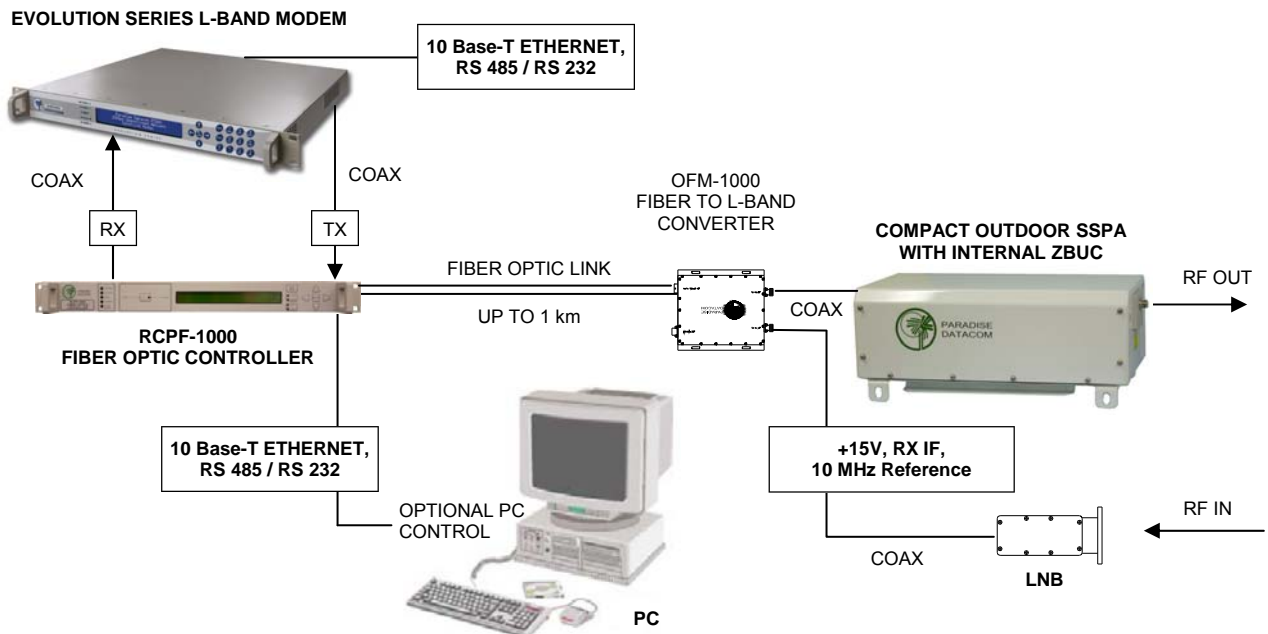 EVOLUTION SERIES L-BAND MODEM
10 Base-T ETHERNET,
RS 485 / RS 232
COAX
COAX
RX
TX
OFM-1000
FIBER TO L-BAND
CONVERTER
COMPACT OUTDOOR SSPA
WITH INTERNAL ZBUC
FIBER OPTIC LINK
UP TO 1 km
COAX
RF OUT
PARADISE
DATACOM
RCPF-1000
FIBER OPTIC CONTROLLER
10 Base-T ETHERNET,
RS 485 / RS 232
+15V, RX IF,
10 MHz Reference
OPTIONAL PC
CONTROL
RF IN
COAX
LNB
PC